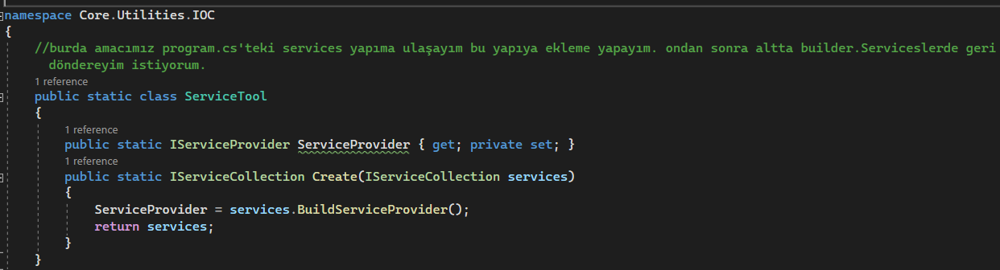 namespace Core.Utilities.IOC
{
//burda amacımız program.cs'teki services yapıma ulaşayım bu yapıya ekleme yapayım. ondan sonra altta builder.Serviceslerde geri
döndereyim istiyorum.
1 reference
public static class ServiceTool
{
1 reference
public static IServiceProvider ServiceProvider { get; private set; }
1 reference
public static IServiceCollection Create(IServiceCollection services)
{
ServiceProvider = services.BuildServiceProvider();
return services;
}
}